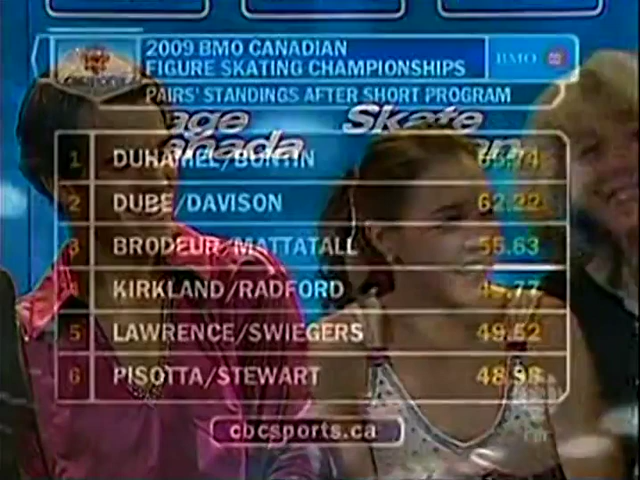 2009 BMO CANADIAN
FIGURE SKATING CHAMPIONSHIPS
BMO
PAIRS' STANDINGS AFTER SHORT PROGRAM
Skate
1 DUHAMEL/BUNTIN
2 DUBE/DAVISON 62.22
3 BRODEUR/MATTATALL 55.63
4 KIRKLAND/RADFORD
5 LAWRENCE/SWIEGERS 49.52
6 PISOTTA/STEWART 48.98
cbcsports.ca